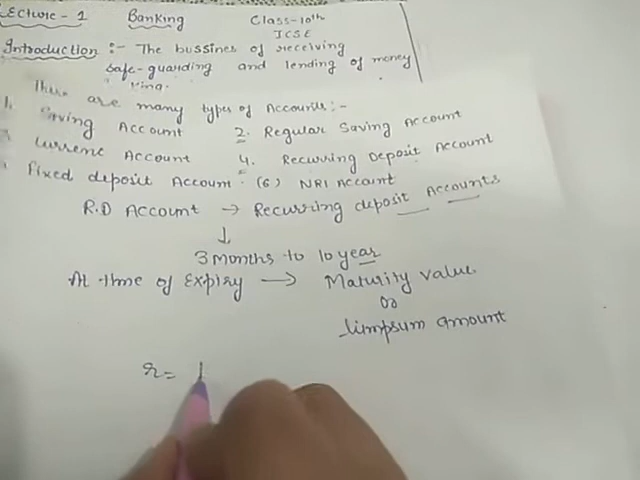 Lecture - 1 Banking Class-10th
ICSE
Introduction :- The bussines of receiving
safe-guarding and lending of money
king.
There are many types of Accounts :-
1. Saving Account 2. Regular Saving Account
3. Current Account 4. Recurring Deposit Account
Fixed deposit Account (6) NRI Account
R.D Account → Recurring deposit Accounts
↓
3 Months to 10 year
At time of Expiry → Maturity value
or
limpsum amount
r =